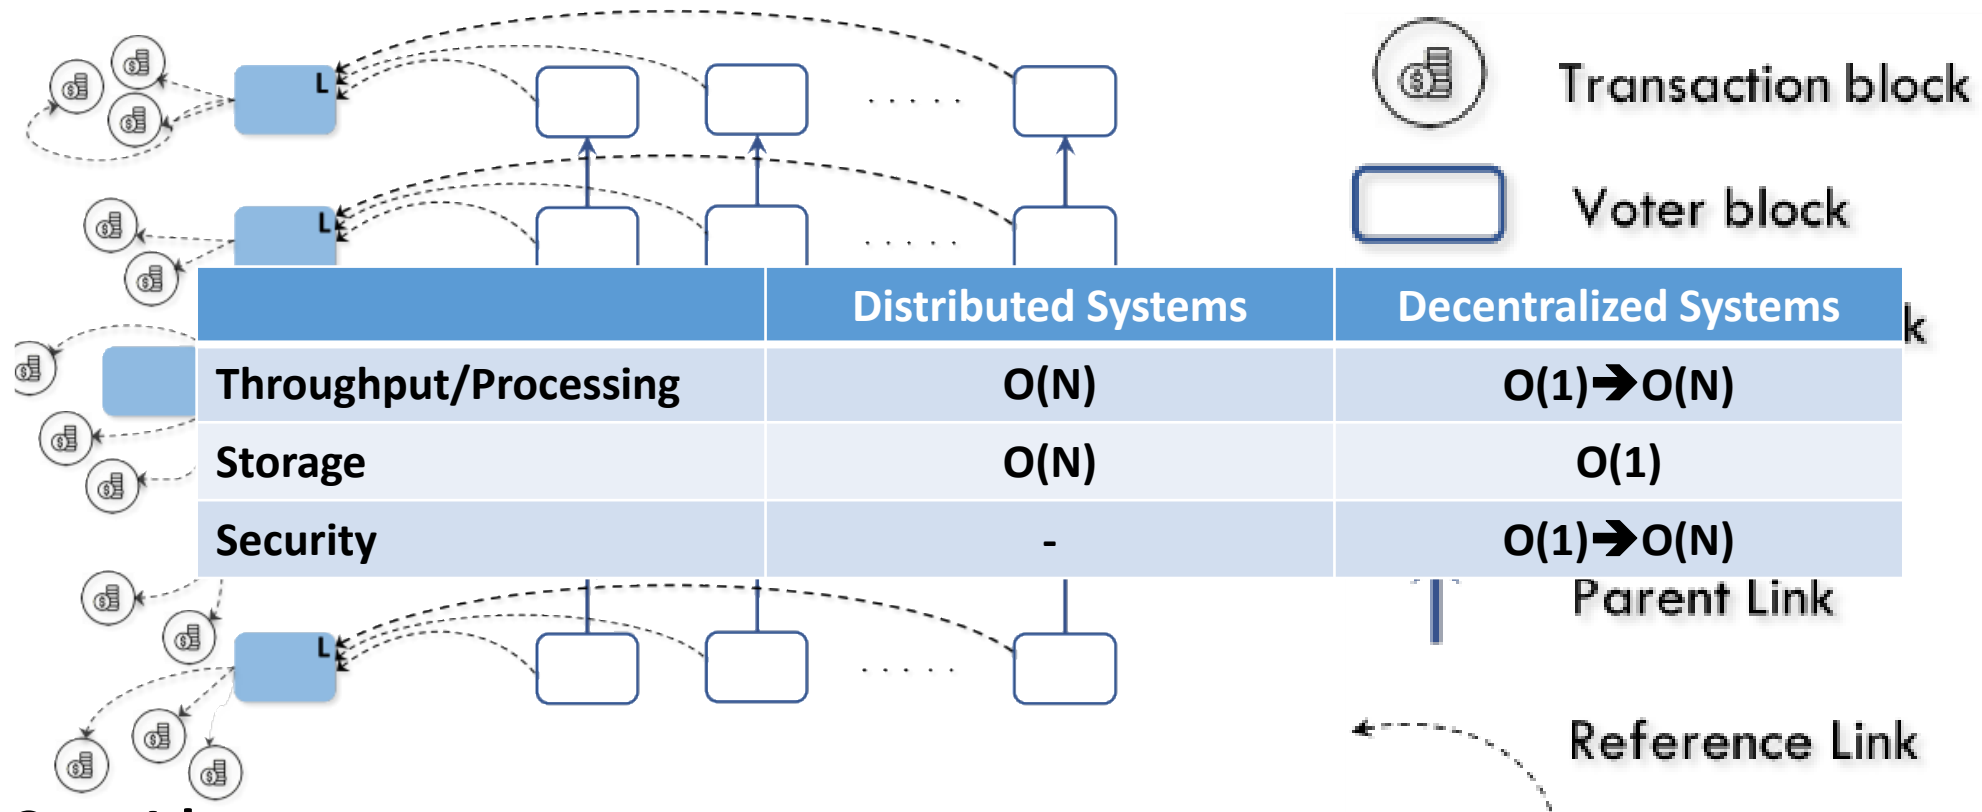 L
Transaction block
L
Voter block
k
Distributed Systems Decentralized Systems
Throughput/Processing O(N) O(1)➔O(N)
Storage O(N) O(1)
Security - O(1)➔O(N)
Parent Link
L
Reference Link